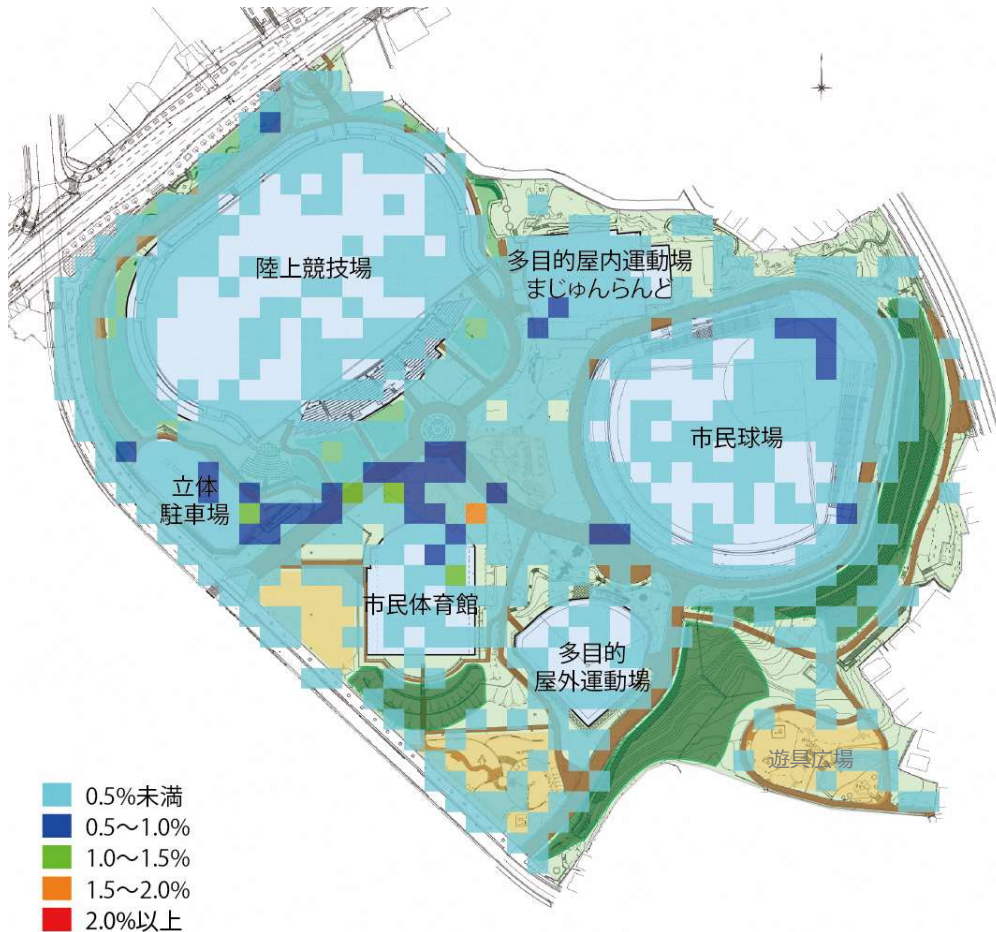 陸上競技場
多目的屋内運動場
まじゅんらんど
市民球場
立体
駐車場
市民体育館
多目的
屋外運動場
遊具広場
0.5%未満
0.5～1.0%
1.0～1.5%
1.5～2.0%
2.0%以上